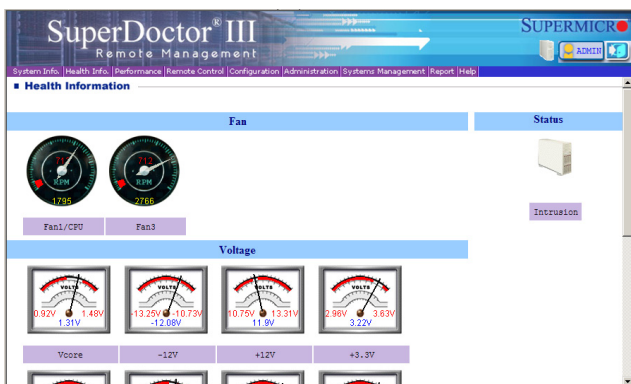 SuperDoctor® III
Remote Management
SUPERMICRO
ADMIN
System Info. Health Info. Performance Remote Control Configuration Administration Systems Management Report Help
Health Information
Fan
Status
712 712
RPM RPM
1795 2766
Fan1/CPU Fan3
Intrusion
Voltage
VOLTS VOLTS VOLTS VOLTS
0.92V 1.48V -13.25V -10.73V 10.75V 13.31V 2.96V 3.63V
1.31V -12.08V 11.9V 3.22V
Vcore -12V +12V +3.3V